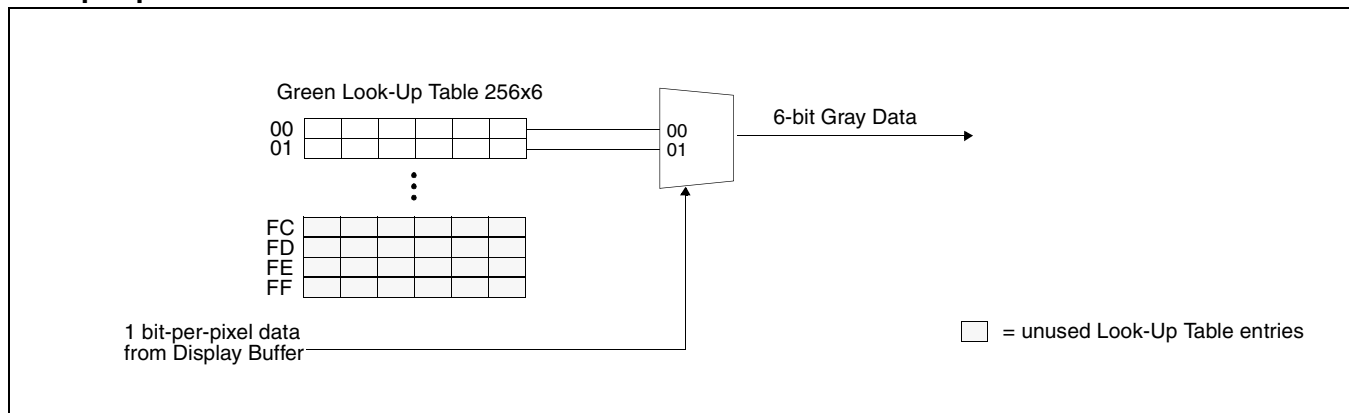 Green Look-Up Table 256x6
00
01
00
01
6-bit Gray Data
FC
FD
FE
FF
1 bit-per-pixel data
from Display Buffer
= unused Look-Up Table entries